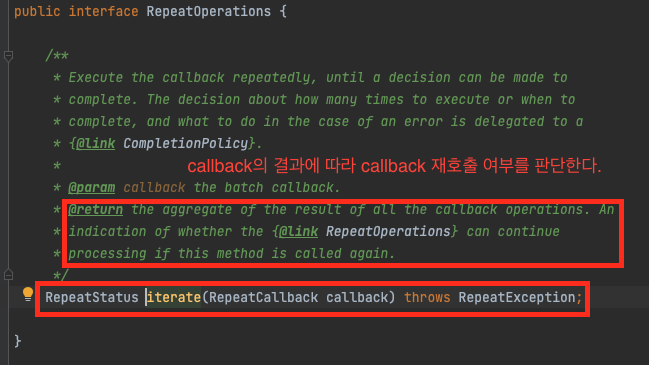 public interface RepeatOperations {
/**
* Execute the callback repeatedly, until a decision can be made to
* complete. The decision about how many times to execute or when to
* complete, and what to do in the case of an error is delegated to a
* {@link CompletionPolicy}.
*
callback의 결과에 따라 callback 재호출 여부를 판단한다.
* @param callback the batch callback.
* @return the aggregate of the result of all the callback operations. An
* indication of whether the {@link RepeatOperations} can continue
* processing if this method is called again.
*/
RepeatStatus iterate(RepeatCallback callback) throws RepeatException;
}